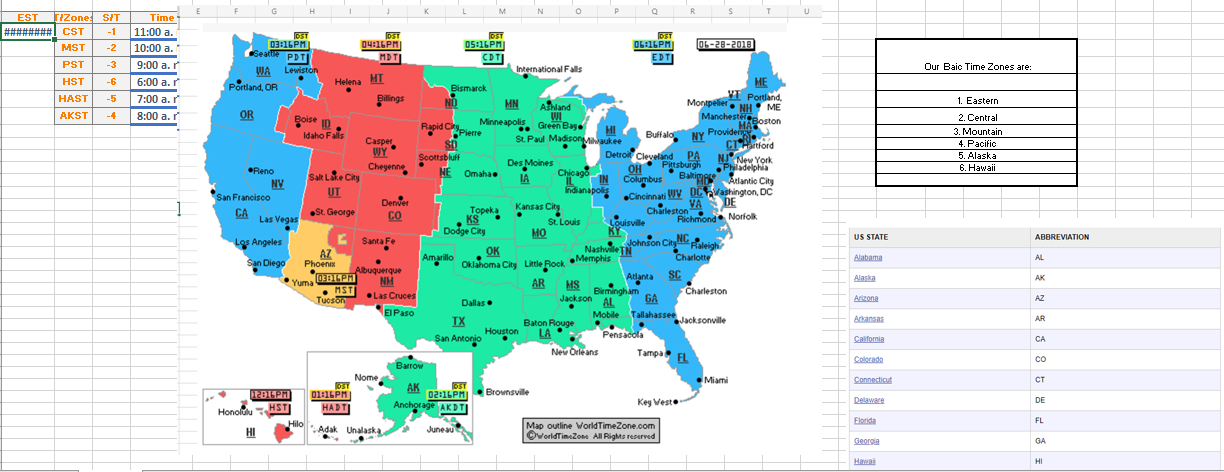 EST T/Zones S/T Time
######## CST -1 11:00 a.
MST -2 10:00 a.
PST -3 9:00 a. r
HST -6 6:00 a. r
HAST -5 7:00 a. r
AKST -4 8:00 a. r
DST DST DST DST
03:16PM 04:16PM 05:16PM 06:16PM 06-28-2018
PDT MDT CDT EDT
Seattle
WA
Lewiston
Portland, OR
OR
Helena
MT
Billings
Boise
ID
Idaho Falls
Casper
WY
Cheyenne
Rapid City
Scottsbluff
Salt Lake City
UT
St. George
Denver
CO
Reno
NV
San Francisco
CA
Las Vegas
Los Angeles
San Diego
AZ
Phoenix
Yuma
03:16PM
MST
Tucson
Santa Fe
Albuquerque
NM
Las Cruces
El Paso
International Falls
Bismarck
ND
MN
Ashland
WI
Minneapolis
Green Bay
St. Paul
Madison
Milwaukee
Pierre
SD
NE
Omaha
Des Moines
IA
Chicago
IL
Topeka
KS
Dodge City
Kansas City
St. Louis
MO
Amarillo
OK
Oklahoma City
Little Rock
AR
Nashville
TN
Memphis
KY
MS
Jackson
Birmingham
AL
Mobile
Pensacola
Dallas
TX
San Antonio
Houston
Baton Rouge
LA
New Orleans
Brownsville
MI
Detroit
Cleveland
OH
Columbus
Cincinnati
IN
Indianapolis
Louisville
Buffalo
NY
PA
Pittsburgh
Baltimore
MD
DC
Washington, DC
DE
WV
Charleston
VA
Richmond
Norfolk
ME
Portland, ME
VT
Montpelier
NH
Manchester
MA
Boston
Providence
RI
CT
Hartford
New York
NJ
Philadelphia
Atlantic City
Johnson City
NC
Raleigh
Charlotte
SC
Charleston
Atlanta
GA
Tallahassee
Jacksonville
Tampa
FL
Miami
Key West
12:16PM
HST
Honolulu
HI
Hilo
Barrow
Nome
AK
Anchorage
Juneau
DST
01:16PM
HADT
DST
02:16PM
AKDT
Adak
Unalaska
Map outline WorldTimeZone.com
©WorldTimeZone All Rights reserved
Our Baic Time Zones are:
1. Eastern
2. Central
3. Mountain
4. Pacific
5. Alaska
6. Hawaii
US STATE ABBREVIATION
Alabama AL
Alaska AK
Arizona AZ
Arkansas AR
California CA
Colorado CO
Connecticut CT
Delaware DE
Florida FL
Georgia GA
Hawaii HI